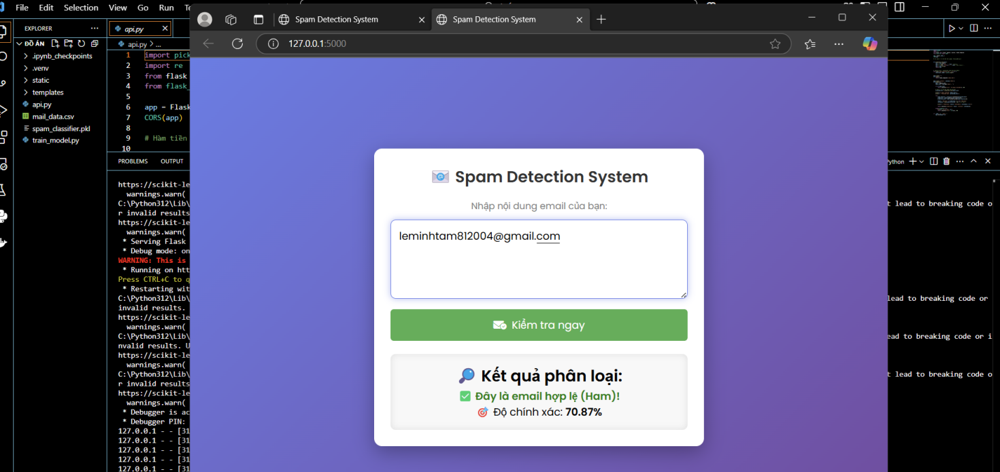 File Edit Selection View Go Run
Spam Detection System
Spam Detection System
127.0.0.1:5000
EXPLORER
ĐỒ ÁN
.ipynb_checkpoints
.venv
static
templates
api.py
mail_data.csv
spam_classifier.pkl
train_model.py
api.py
api.py > ...
1 import pick
2 import re
3 from flask
4 from flask_
5
6 app = Flask
7 CORS(app)
8
9 # Hàm tiền
10
📧 Spam Detection System
Nhập nội dung email của bạn:
leminhtam812004@gmail.com
Kiểm tra ngay
🔎 Kết quả phân loại:
✅ Đây là email hợp lệ (Ham)!
🎯 Độ chính xác: 70.87%
PROBLEMS OUTPUT
https://scikit-le
warnings.warn(
C:\Python312\Lib\
t lead to breaking code o
r invalid results
https://scikit-le
warnings.warn(
* Serving Flask
* Debug mode: on
WARNING: This is
* Running on htt
Press CTRL+C to q
* Restarting wit
C:\Python312\Lib\
lead to breaking code or
invalid results.
https://scikit-le
warnings.warn(
C:\Python312\Lib\
ead to breaking code or i
nvalid results. U
https://scikit-le
warnings.warn(
C:\Python312\Lib\
t lead to breaking code o
r invalid results
https://scikit-le
warnings.warn(
* Debugger is ac
* Debugger PIN:
127.0.0.1 - - [31
127.0.0.1 - - [31
127.0.0.1 - - [31
127.0.0.1 - - [31
127.0.0.1 - - [31